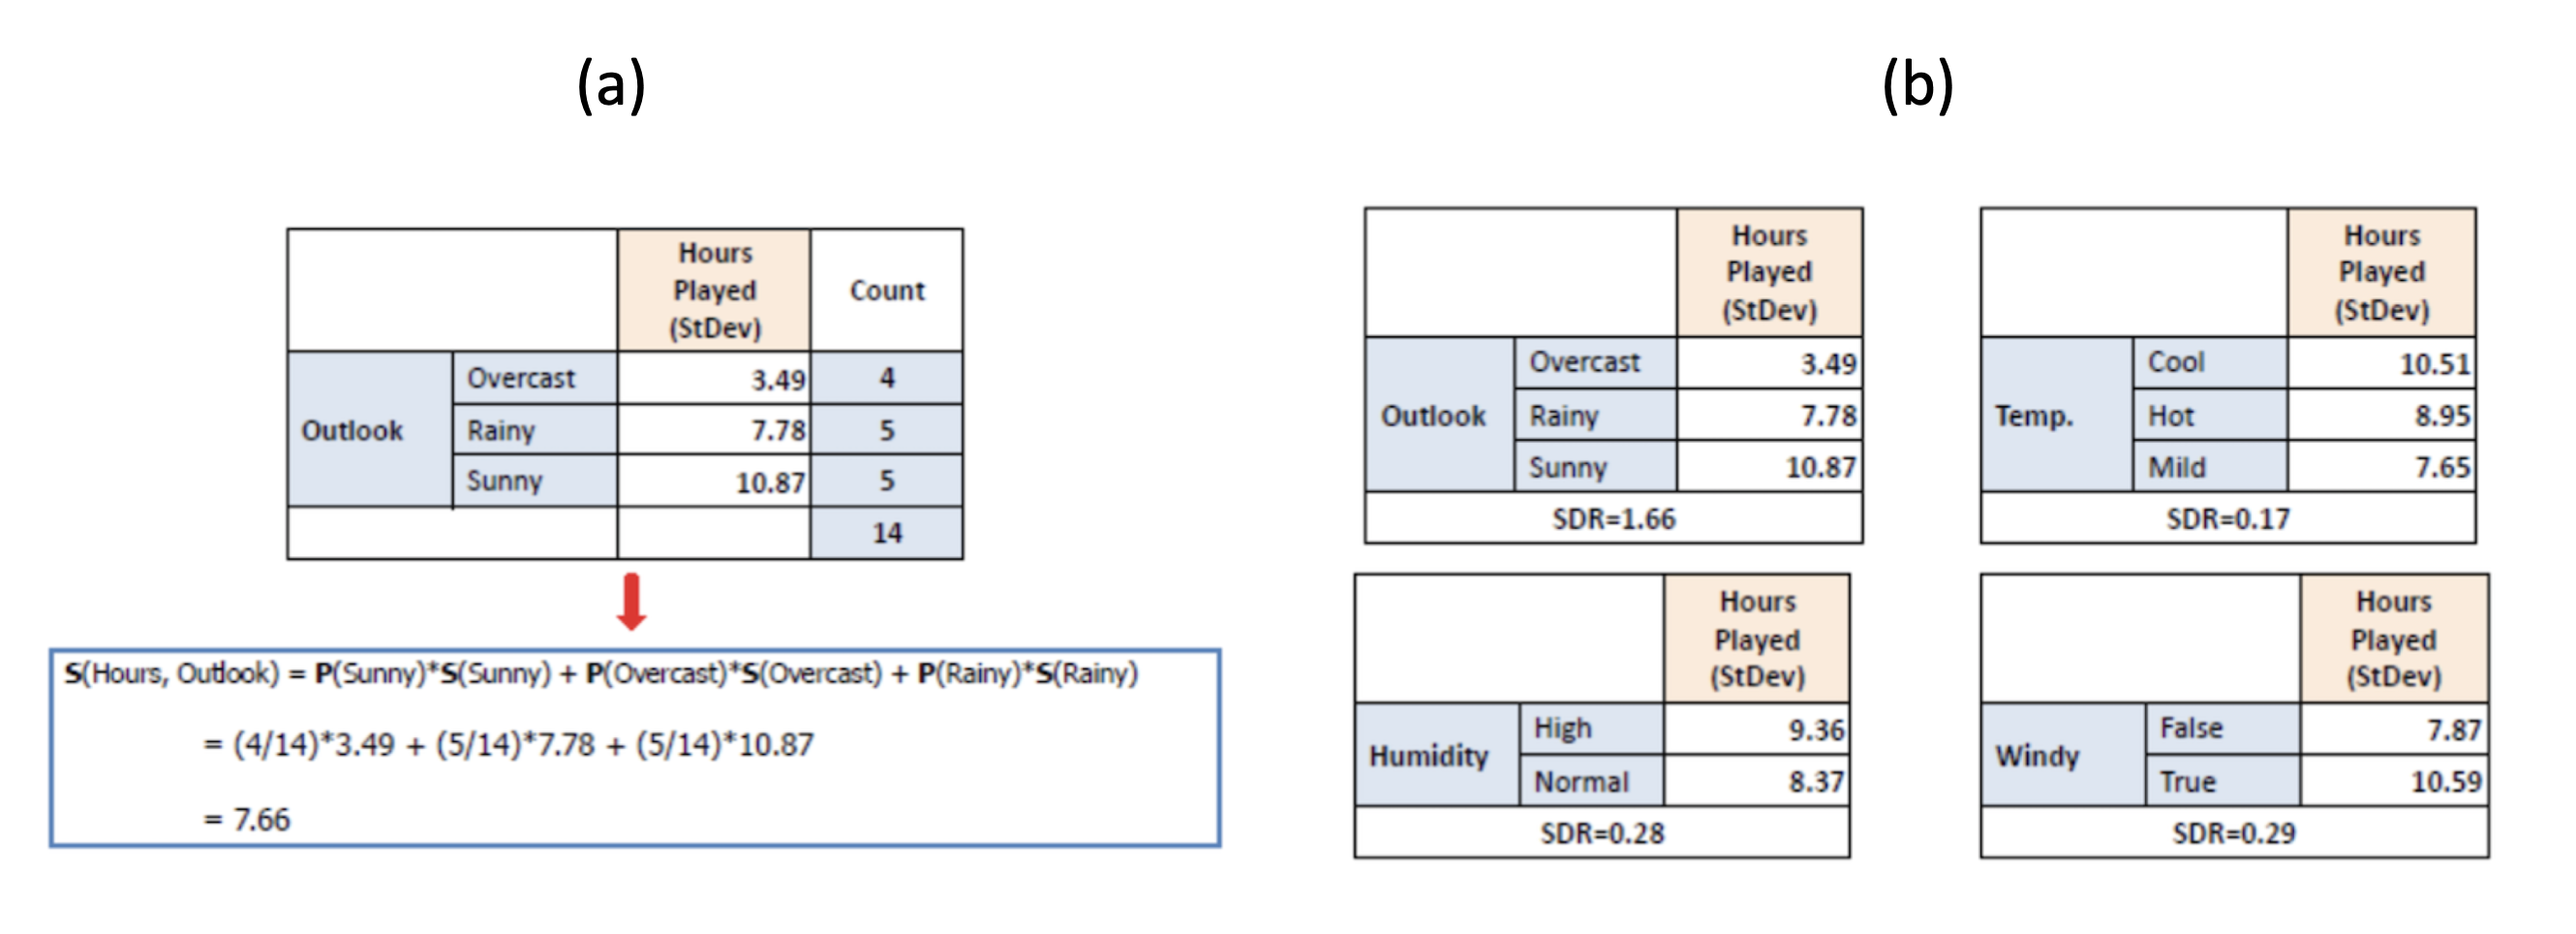 (a)
Hours
Played
(StDev)
Count
Outlook
Overcast
3.49
4
Rainy
7.78
5
Sunny
10.87
5
14
S(Hours, Outlook) = P(Sunny)*S(Sunny) + P(Overcast)*S(Overcast) + P(Rainy)*S(Rainy)
= (4/14)*3.49 + (5/14)*7.78 + (5/14)*10.87
= 7.66
(b)
Hours
Played
(StDev)
Outlook
Overcast
3.49
Rainy
7.78
Sunny
10.87
SDR=1.66
Hours
Played
(StDev)
Temp.
Cool
10.51
Hot
8.95
Mild
7.65
SDR=0.17
Hours
Played
(StDev)
Humidity
High
9.36
Normal
8.37
SDR=0.28
Hours
Played
(StDev)
Windy
False
7.87
True
10.59
SDR=0.29